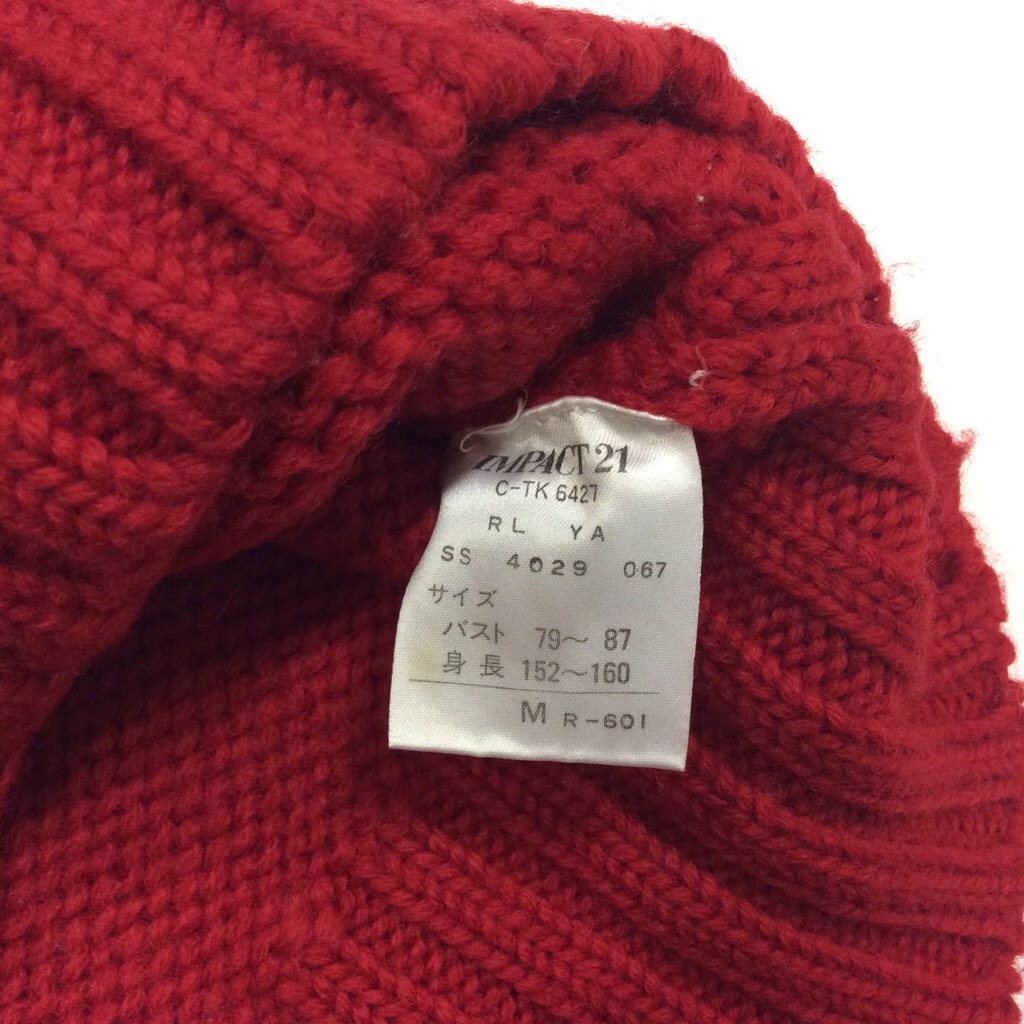 IMPACT 21
C-TK 6427
RL YA
SS 4029 067
サイズ
バスト 79〜 87
身長 152〜160
M R-601